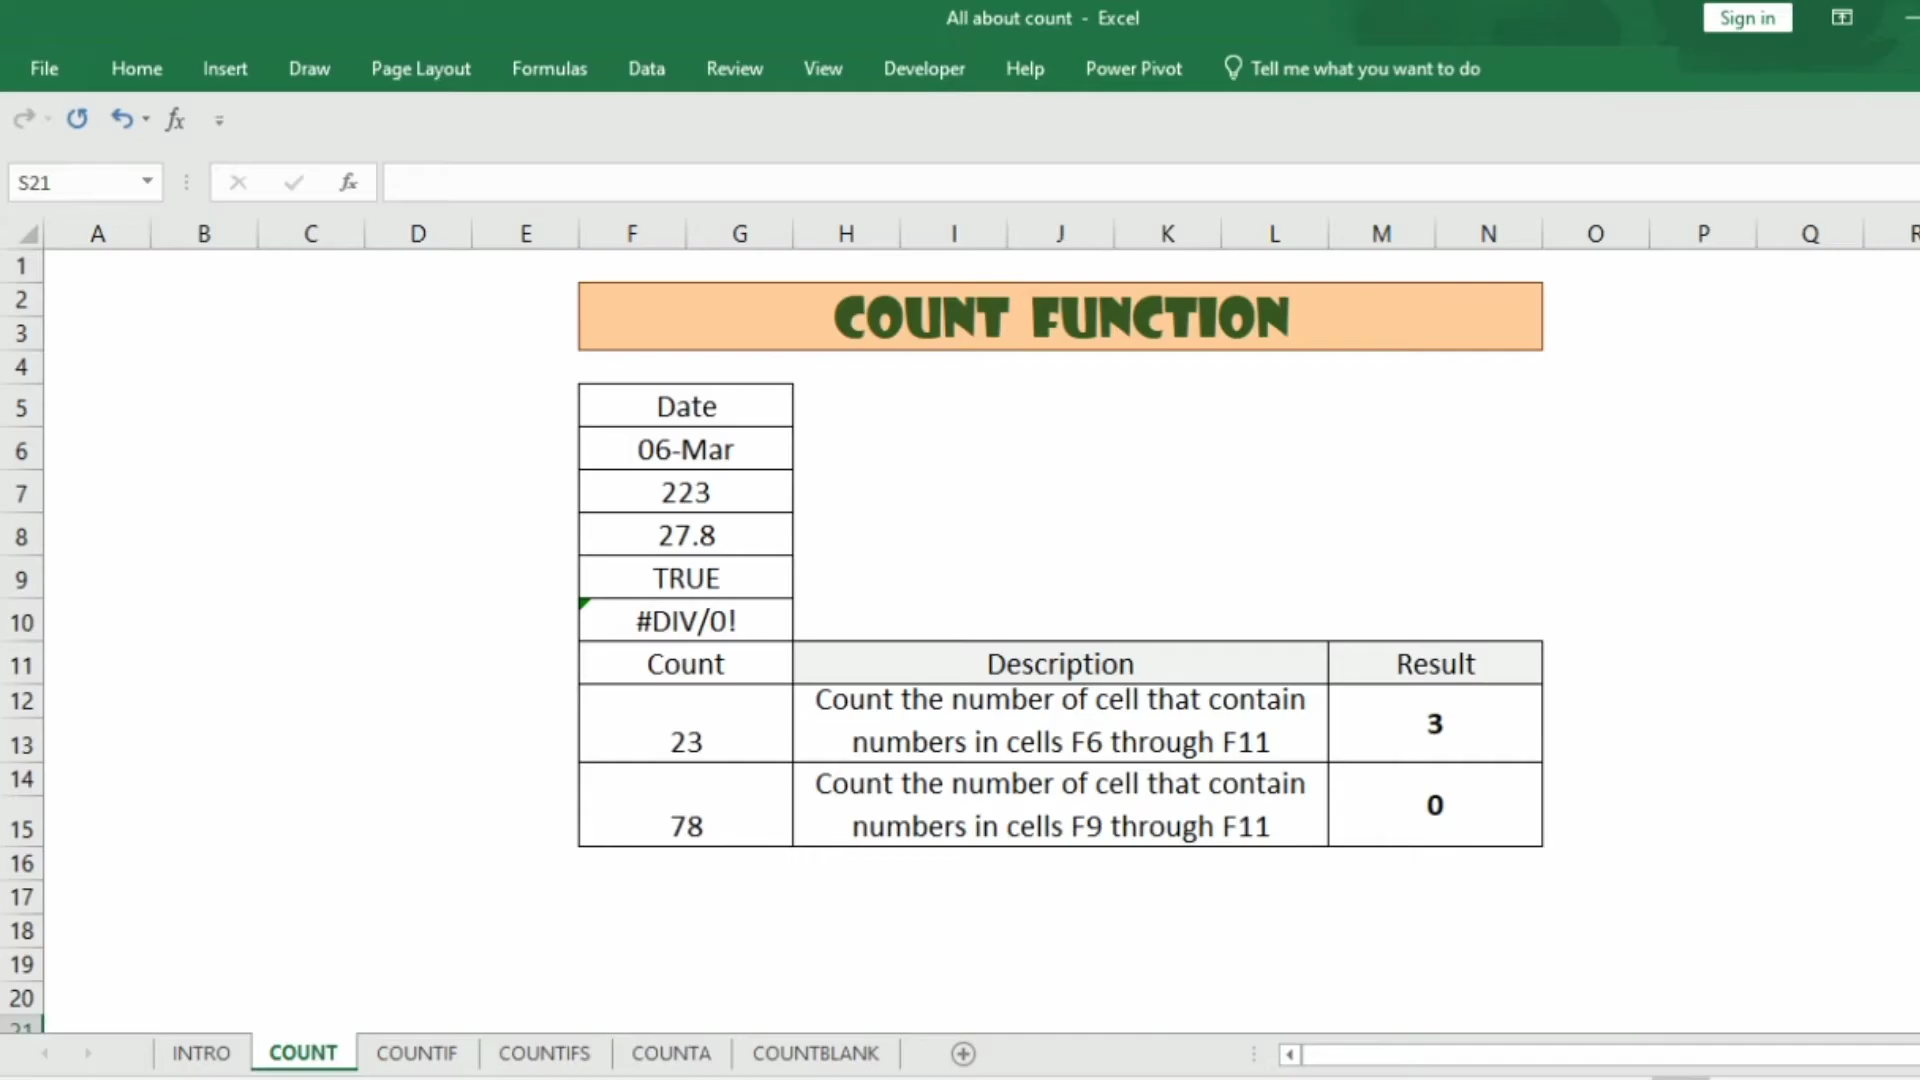 All about count - Excel
Sign in
File Home Insert Draw Page Layout Formulas Data Review View Developer Help Power Pivot Tell me what you want to do
fx
S21 fx
A B C D E F G H I J K L M N O P Q R
1
2 COUNT FUNCTION
3
4
5 Date
6 06-Mar
7 223
8 27.8
9 TRUE
10 #DIV/0!
11 Count Description Result
12 Count the number of cell that contain
13 23 numbers in cells F6 through F11 3
14 Count the number of cell that contain
15 78 numbers in cells F9 through F11 0
16
17
18
19
20
21
INTRO COUNT COUNTIF COUNTIFS COUNTA COUNTBLANK